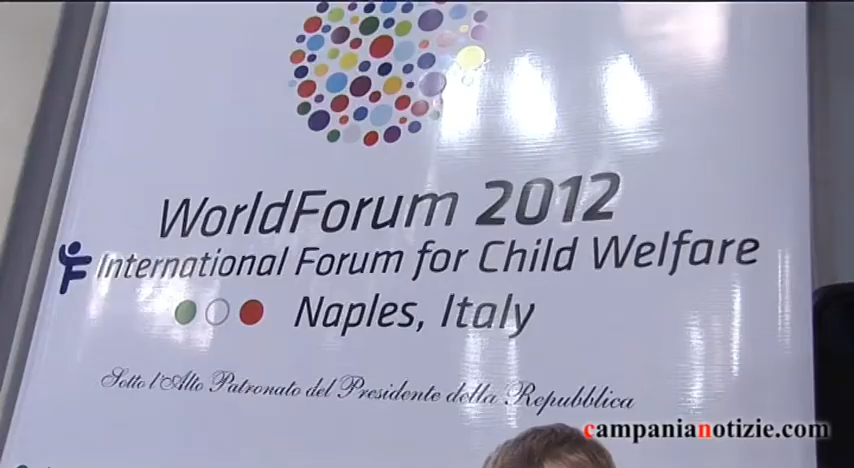 WorldForum 2012
International Forum for Child Welfare
Naples, Italy
Sotto l'Alto Patronato del Presidente della Repubblica
campanianotizie.com